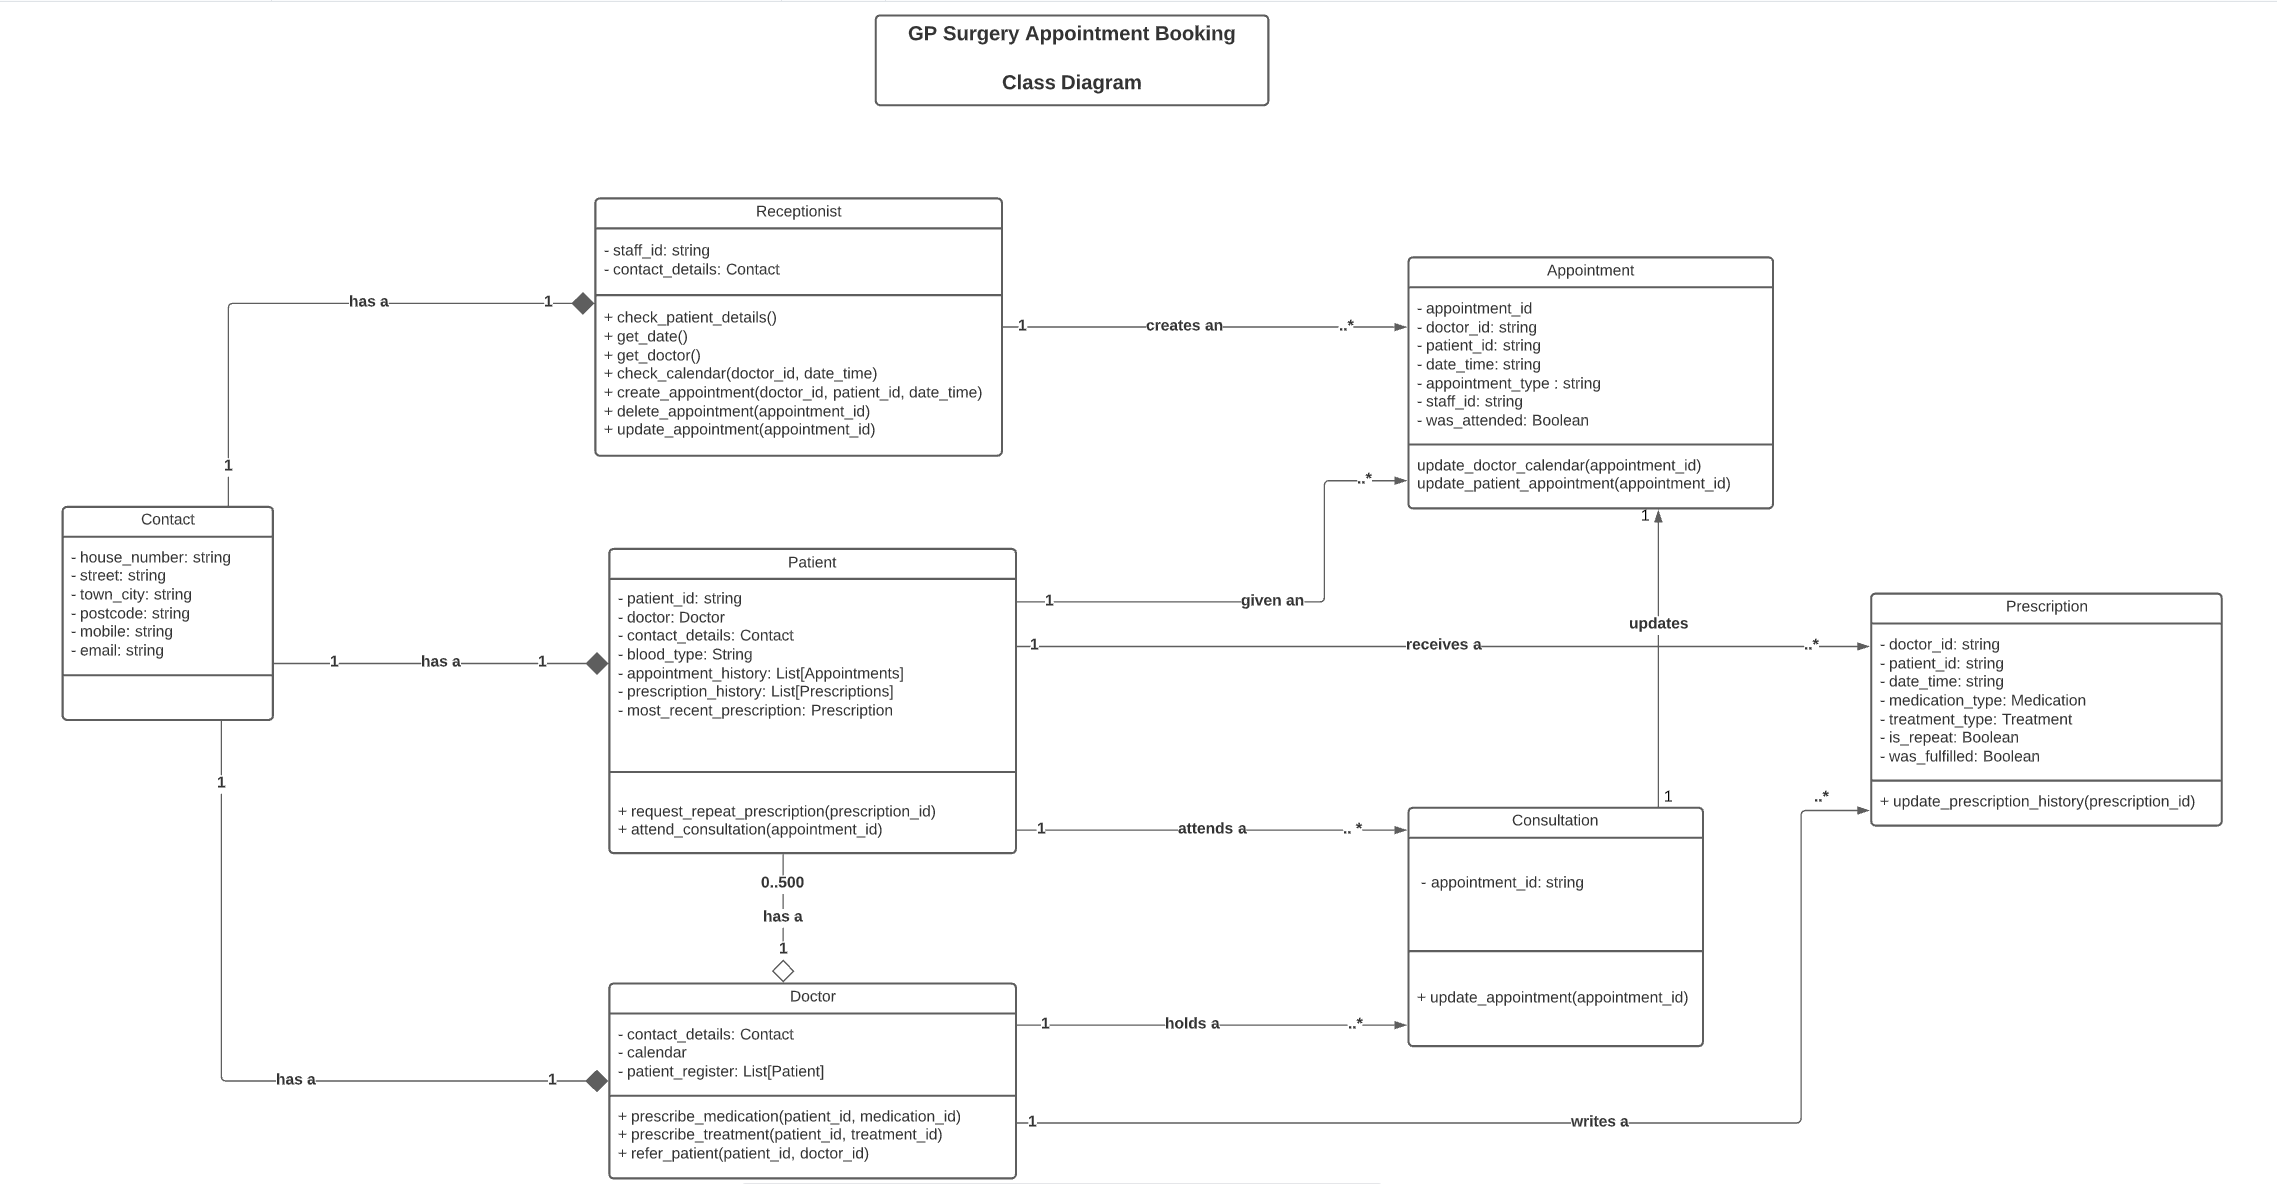 GP Surgery Appointment Booking
Class Diagram
Receptionist
- staff_id: string
- contact_details: Contact
+ check_patient_details()
+ get_date()
+ get_doctor()
+ check_calendar(doctor_id, date_time)
+ create_appointment(doctor_id, patient_id, date_time)
+ delete_appointment(appointment_id)
+ update_appointment(appointment_id)
has a
1
1
1
creates an
..*
Appointment
- appointment_id
- doctor_id: string
- patient_id: string
- date_time: string
- appointment_type : string
- staff_id: string
- was_attended: Boolean
update_doctor_calendar(appointment_id)
update_patient_appointment(appointment_id)
Contact
- house_number: string
- street: string
- town_city: string
- postcode: string
- mobile: string
- email: string
1
has a
1
Patient
- patient_id: string
- doctor: Doctor
- contact_details: Contact
- blood_type: String
- appointment_history: List[Appointments]
- prescription_history: List[Prescriptions]
- most_recent_prescription: Prescription
+ request_repeat_prescription(prescription_id)
+ attend_consultation(appointment_id)
1
given an
..*
1
receives a
..*
1
updates
1
Prescription
- doctor_id: string
- patient_id: string
- date_time: string
- medication_type: Medication
- treatment_type: Treatment
- is_repeat: Boolean
- was_fulfilled: Boolean
+ update_prescription_history(prescription_id)
1
attends a
.. *
Consultation
- appointment_id: string
+ update_appointment(appointment_id)
0..500
has a
1
1
has a
1
Doctor
- contact_details: Contact
- calendar
- patient_register: List[Patient]
+ prescribe_medication(patient_id, medication_id)
+ prescribe_treatment(patient_id, treatment_id)
+ refer_patient(patient_id, doctor_id)
1
holds a
..*
1
writes a
..*